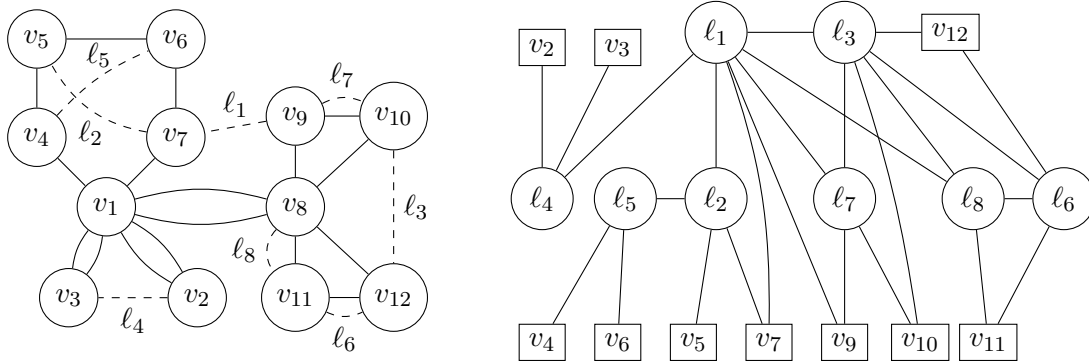 v₅ v₆
ℓ₅
v₄ ℓ₂ v₇ ℓ₁ v₉ ℓ₇ v₁₀
v₁ v₈ ℓ₃
ℓ₈
v₃ v₂ v₁₁ v₁₂
ℓ₄ ℓ₆
v₂ v₃ ℓ₁ ℓ₃ v₁₂
ℓ₄ ℓ₅ ℓ₂ ℓ₇ ℓ₈ ℓ₆
v₄ v₆ v₅ v₇ v₉ v₁₀ v₁₁